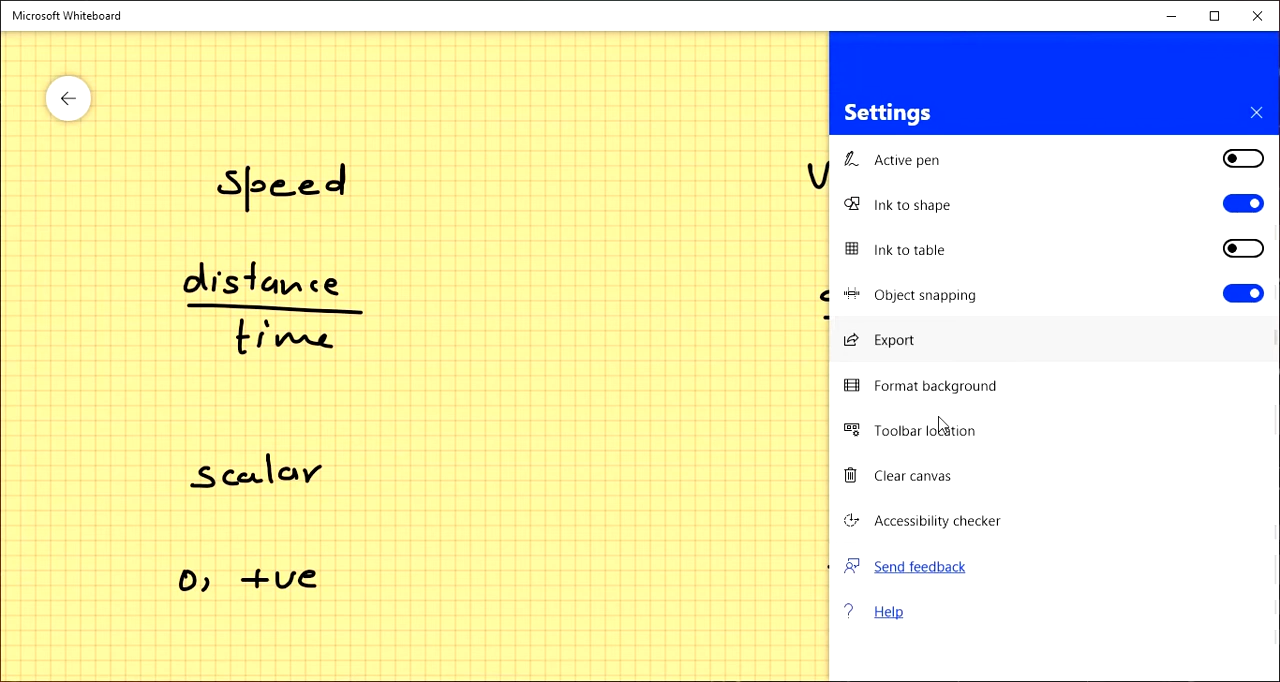 Microsoft Whiteboard
Settings
Active pen
Ink to shape
Ink to table
Object snapping
Export
Format background
Toolbar location
Clear canvas
Accessibility checker
Send feedback
Help
speed
distance
time
scalar
0, +ve